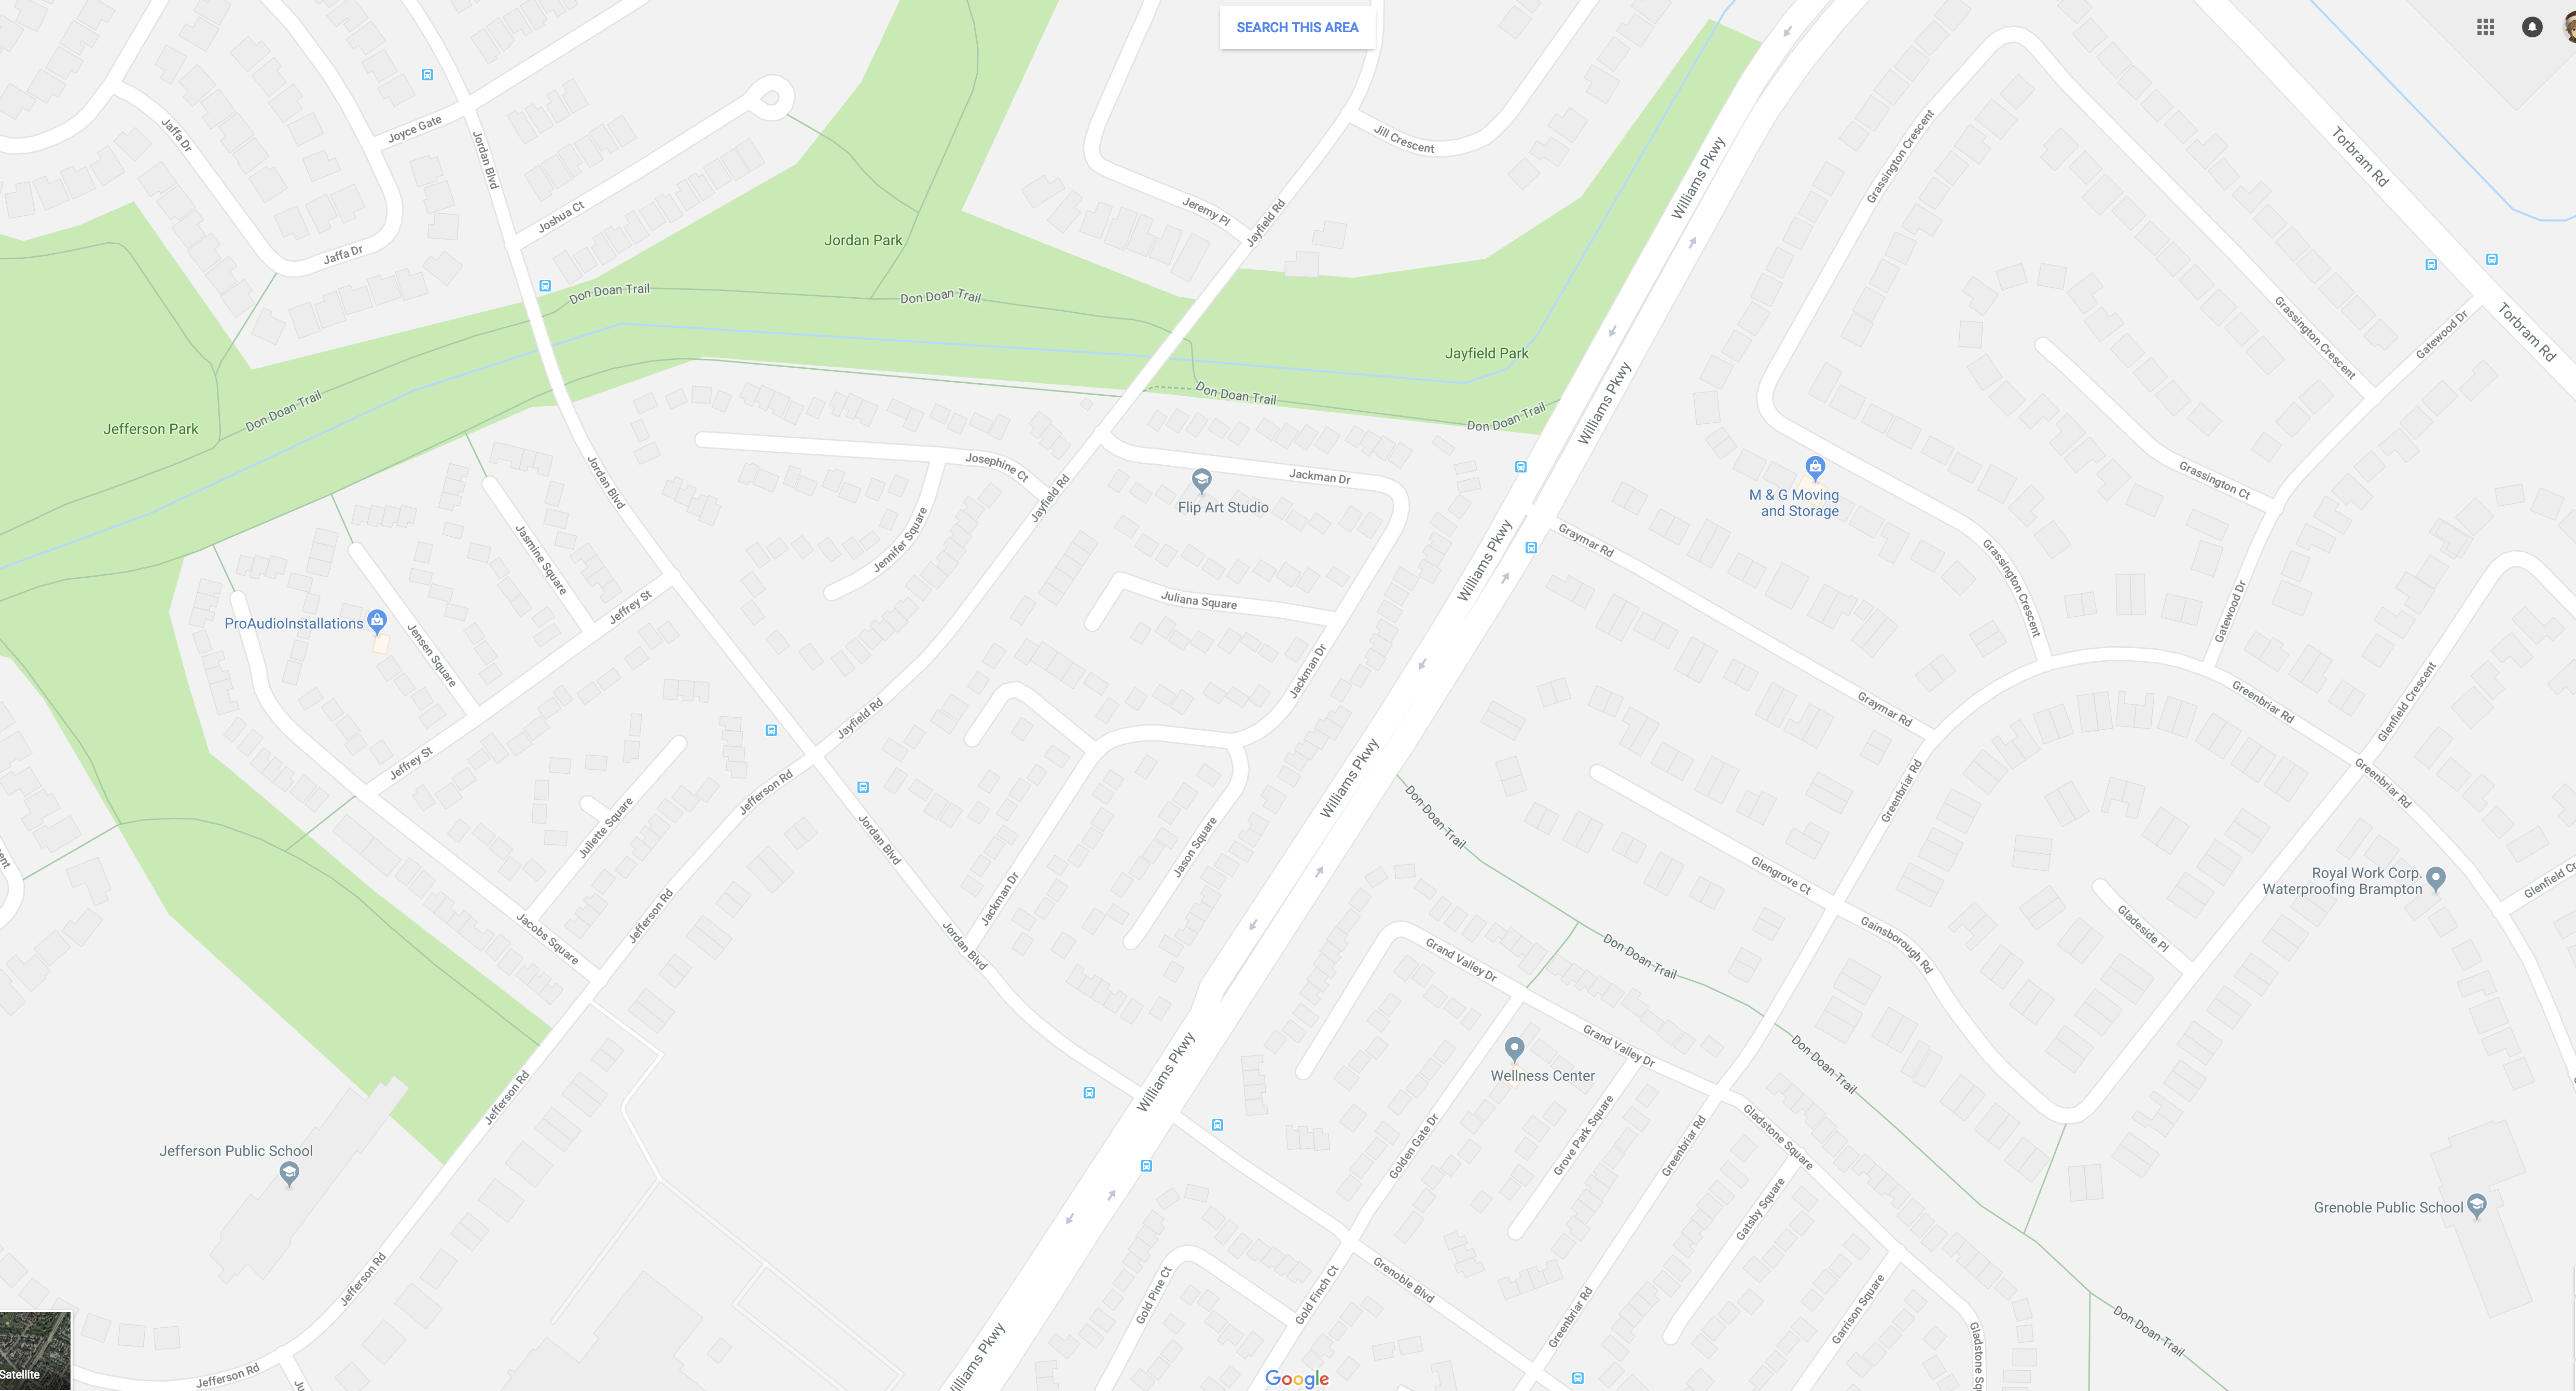 SEARCH THIS AREA
Jaffa Dr
Joyce Gate
Jordan Blvd
Jill Crescent
Williams Pkwy
Grassington Crescent
Torbram Rd
Joshua Ct
Jeremy Pl
Jayfield Rd
Jordan Park
Jaffa Dr
Don Doan Trail
Don Doan Trail
Grassington Crescent
Gatewood Dr
Torbram Rd
Jayfield Park
Williams Pkwy
Don Doan Trail
Don Doan Trail
Don Doan Trail
Jefferson Park
Jordan Blvd
Josephine Ct
Jayfield Rd
Jackman Dr
Flip Art Studio
M & G Moving
and Storage
Grassington Ct
Jasmine Square
Jennifer Square
Williams Pkwy
Graymar Rd
Grassington Crescent
Jeffrey St
Juliana Square
Gatewood Dr
ProAudioInstallations
Jensen Square
Jackman Dr
Graymar Rd
Greenbriar Rd
Glenfield Crescent
Jayfield Rd
Jeffrey St
Jefferson Rd
Williams Pkwy
Greenbriar Rd
Greenbriar Rd
Don Doan Trail
Juliette Square
Jordan Blvd
Jason Square
ent
Glengrove Ct
Royal Work Corp.
Waterproofing Brampton
Glenfield Cr
Jackman Dr
Jefferson Rd
Jacobs Square
Jordan Blvd
Grand Valley Dr
Don Doan Trail
Gainsborough Rd
Gladeside Pl
Grand Valley Dr
Don Doan Trail
Williams Pkwy
Wellness Center
Jefferson Rd
Golden Gate Dr
Grove Park Square
Greenbriar Rd
Gladstone Square
Jefferson Public School
Gatsby Square
Grenoble Public School
Jefferson Rd
Gold Pine Ct
Gold Finch Ct
Grenoble Blvd
Greenbriar Rd
Garrison Square
Gladstone Sq
Don Doan Trail
Williams Pkwy
Satellite
Jefferson Rd
Ju
Google